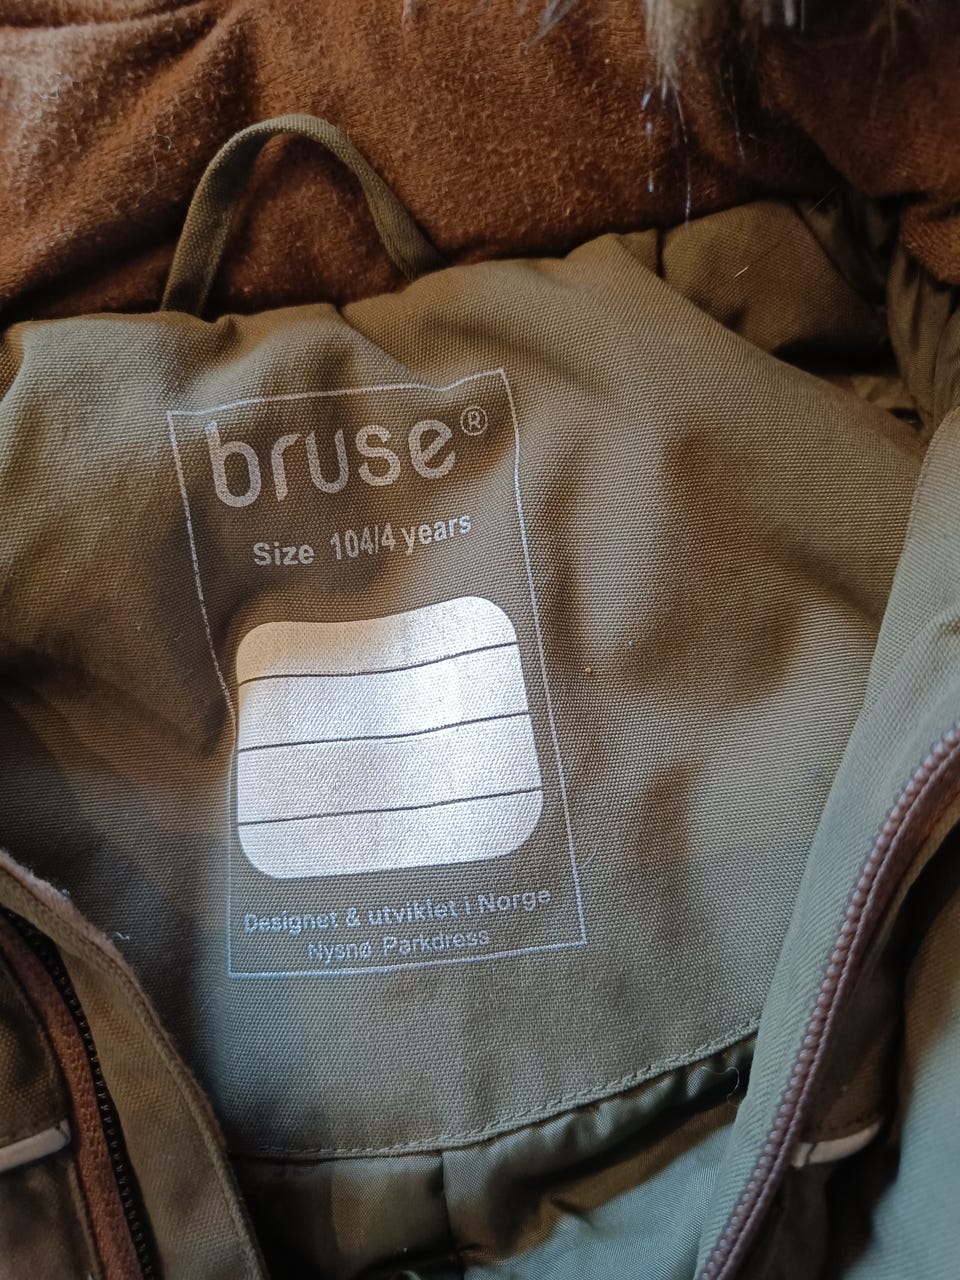 bruse®
Size 104/4 years
Designet & utviklet i Norge
Nysnø Parkdress